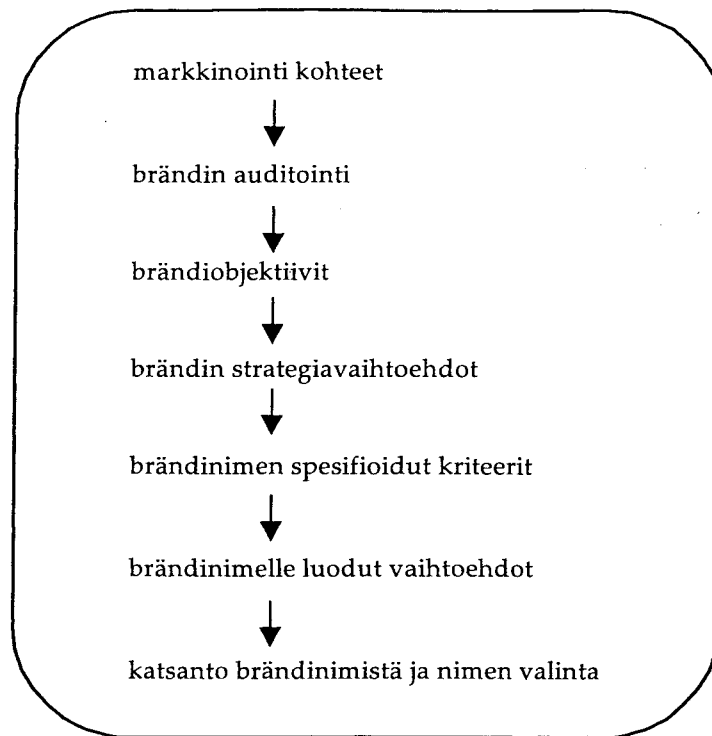 markkinointi kohteet
brändin auditointi
brändiobjektiivit
brändin strategiavaihtoehdot
brändinimen spesifioidut kriteerit
brändinimelle luodut vaihtoehdot
katsanto brändinimistä ja nimen valinta